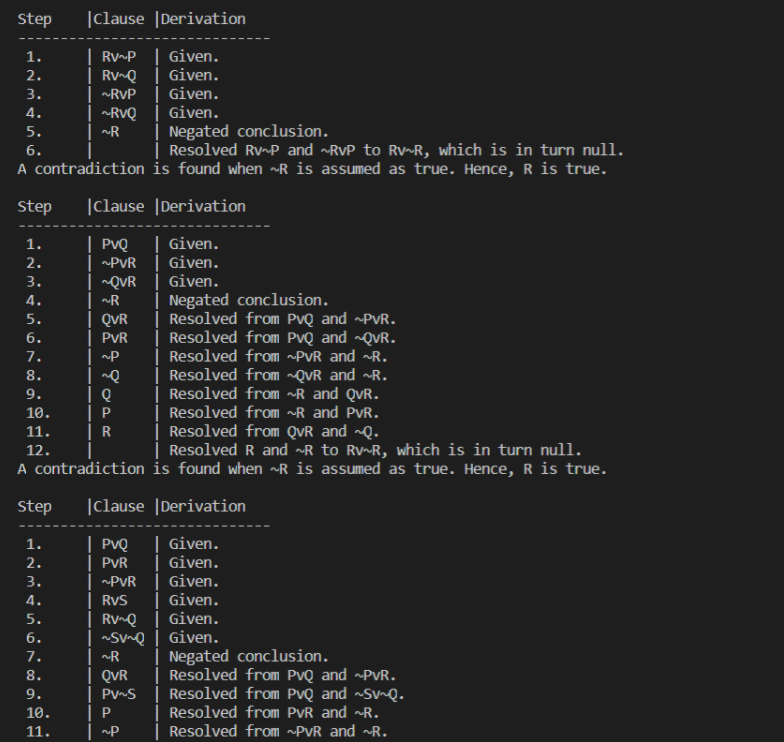 Step    |Clause |Derivation
------------------------------
 1.     | Rv~P  | Given.
 2.     | Rv~Q  | Given.
 3.     | ~RvP  | Given.
 4.     | ~RvQ  | Given.
 5.     | ~R    | Negated conclusion.
 6.     |       | Resolved Rv~P and ~RvP to Rv~R, which is in turn null.
A contradiction is found when ~R is assumed as true. Hence, R is true.
Step    |Clause |Derivation
------------------------------
 1.     | PvQ   | Given.
 2.     | ~PvR  | Given.
 3.     | ~QvR  | Given.
 4.     | ~R    | Negated conclusion.
 5.     | QvR   | Resolved from PvQ and ~PvR.
 6.     | PvR   | Resolved from PvQ and ~QvR.
 7.     | ~P    | Resolved from ~PvR and ~R.
 8.     | ~Q    | Resolved from ~QvR and ~R.
 9.     | Q     | Resolved from ~R and QvR.
 10.    | P     | Resolved from ~R and PvR.
 11.    | R     | Resolved from QvR and ~Q.
 12.    |       | Resolved R and ~R to Rv~R, which is in turn null.
A contradiction is found when ~R is assumed as true. Hence, R is true.
Step    |Clause |Derivation
------------------------------
 1.     | PvQ   | Given.
 2.     | PvR   | Given.
 3.     | ~PvR  | Given.
 4.     | RvS   | Given.
 5.     | Rv~Q  | Given.
 6.     | ~Sv~Q | Given.
 7.     | ~R    | Negated conclusion.
 8.     | QvR   | Resolved from PvQ and ~PvR.
 9.     | Pv~S  | Resolved from PvQ and ~Sv~Q.
 10.    | P     | Resolved from PvR and ~R.
 11.    | ~P    | Resolved from ~PvR and ~R.